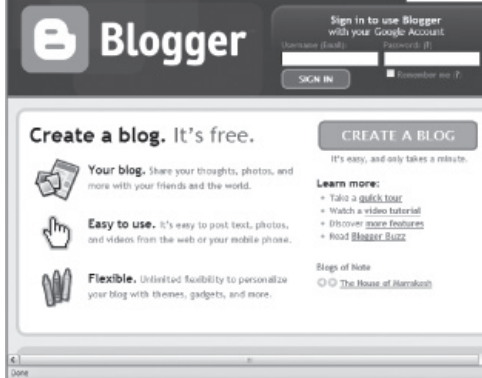 Blogger
Sign in to use Blogger
with your Google Account
Username (Email): Password: (?)
SIGN IN
Remember me (?)
Create a blog. It's free.
Your blog. Share your thoughts, photos, and
more with your friends and the world.
Easy to use. It's easy to post text, photos,
and videos from the web or your mobile phone.
Flexible. Unlimited flexibility to personalize
your blog with themes, gadgets, and more.
CREATE A BLOG
It's easy, and only takes a minute.
Learn more:
Take a quick tour
Watch a video tutorial
Discover more features
Read Blogger Buzz
Blogs of Note
The House of Marrakesh
Done